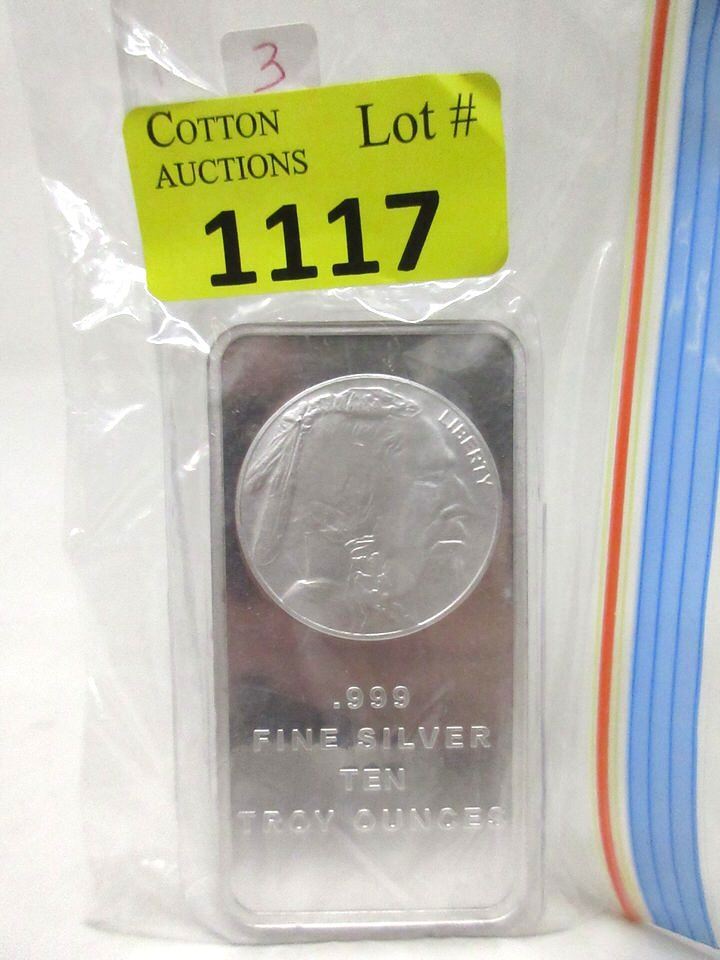 3
COTTON
AUCTIONS
Lot #
1117
LIBERTY
.999
FINE SILVER
TEN
TROY OUNCES